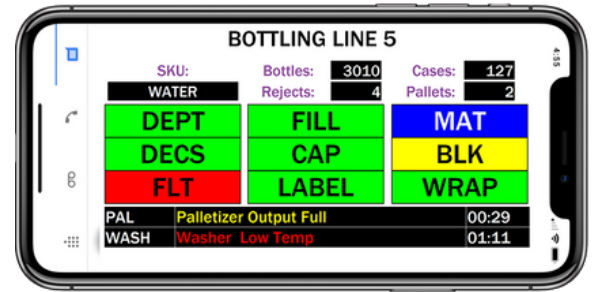 BOTTLING LINE 5
SKU: Bottles: 3010 Cases: 127
WATER Rejects: 4 Pallets: 2
DEPT FILL MAT
DECS CAP BLK
FLT LABEL WRAP
PAL Palletizer Output Full 00:29
WASH Washer Low Temp 01:11
4:55